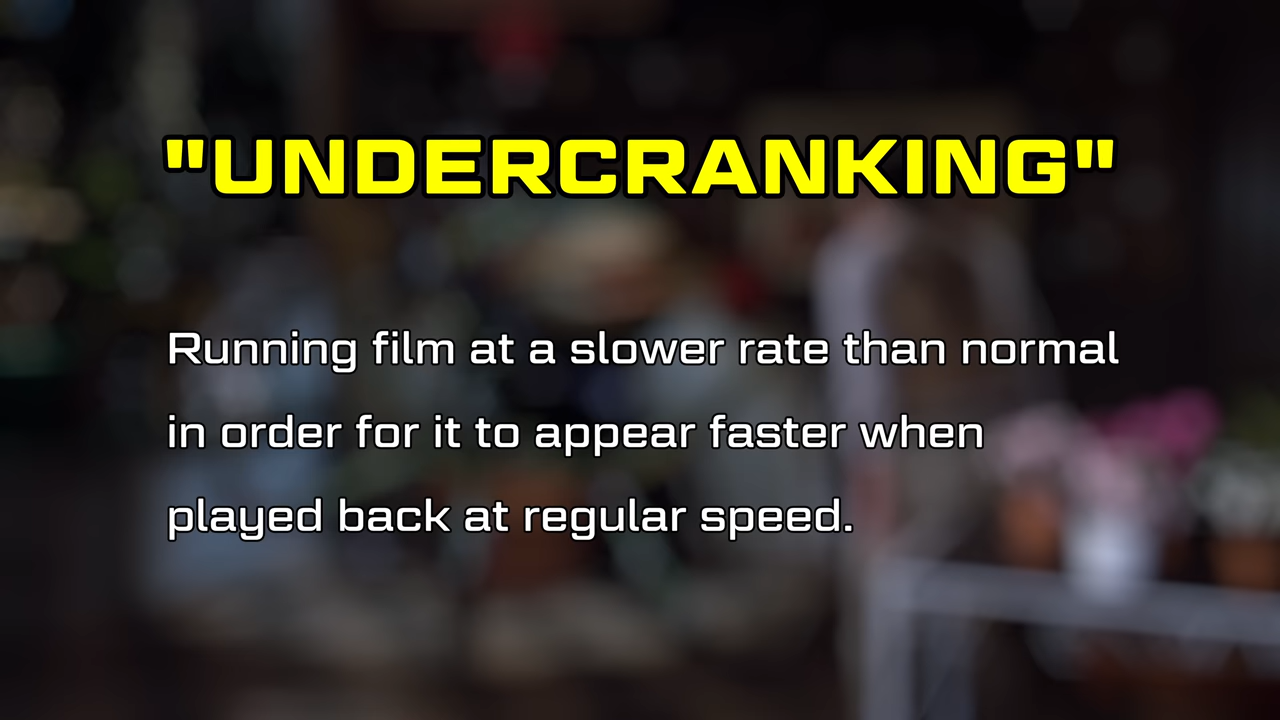 "UNDERCRANKING"
Running film at a slower rate than normal
in order for it to appear faster when
played back at regular speed.